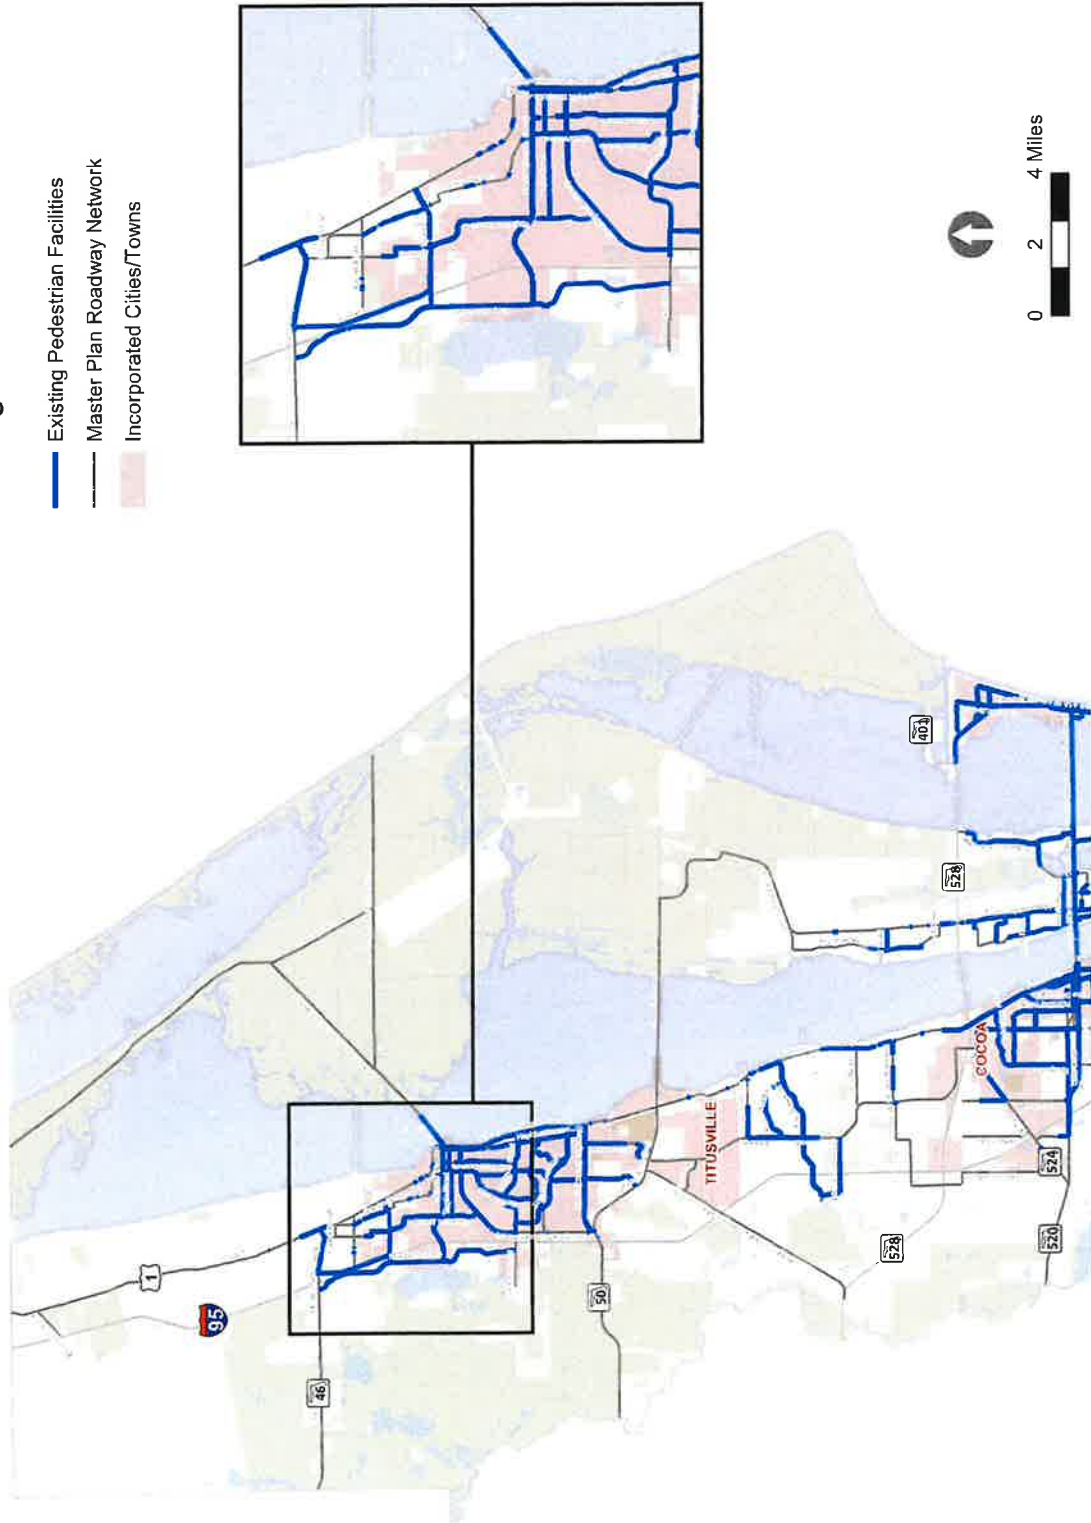 Existing Pedestrian Facilities
Master Plan Roadway Network
Incorporated Cities/Towns
0 2 4 Miles
1
95
46
50
TITUSVILLE
401
528
COCOA
528
524
520